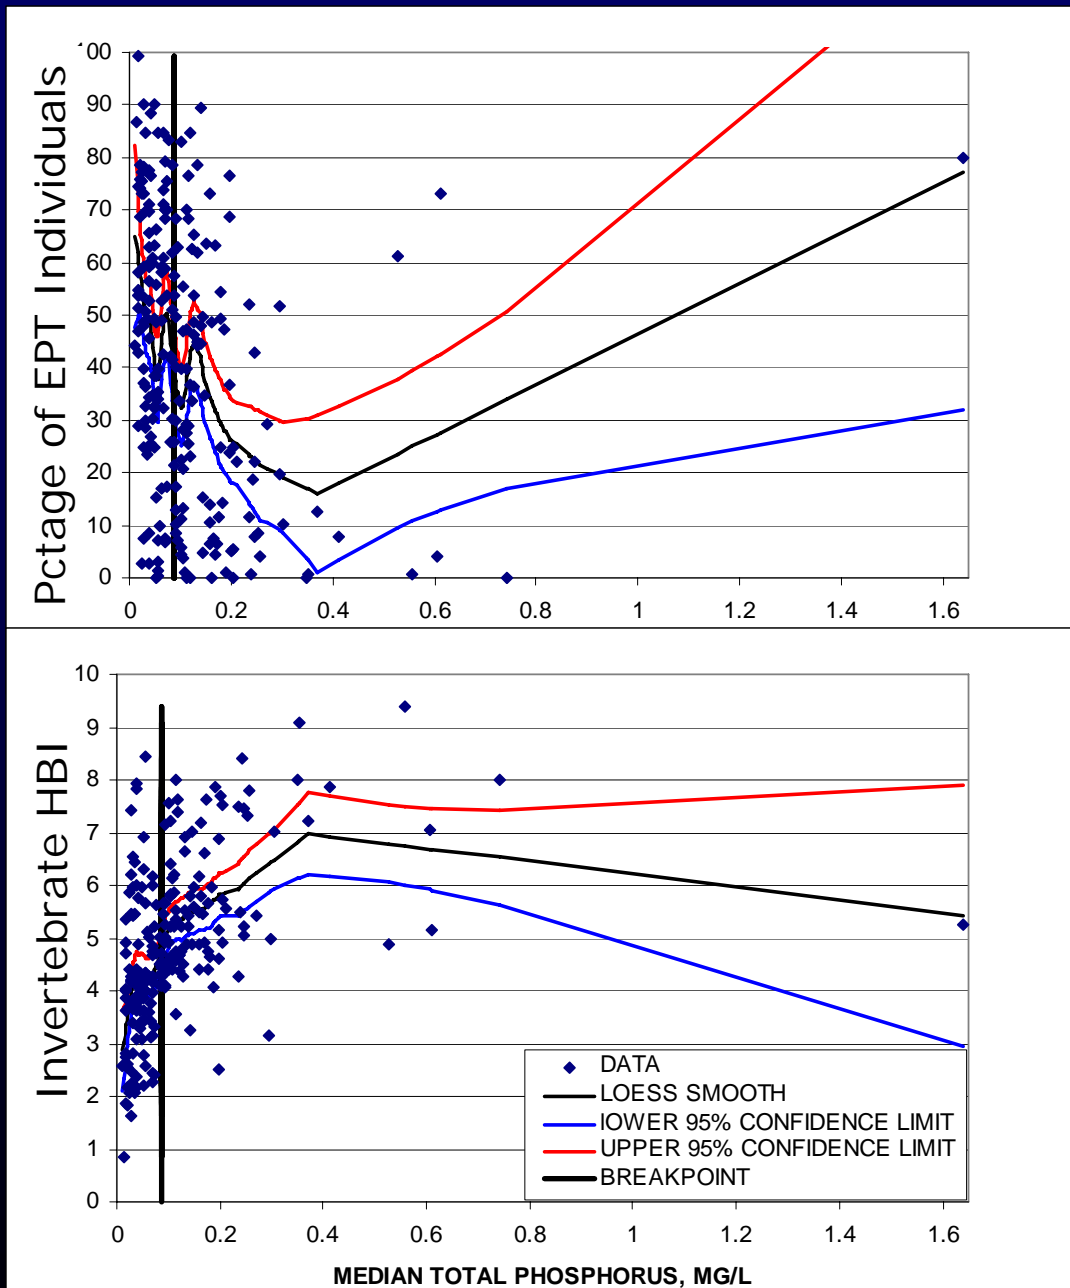 Pctage of EPT Individuals
100
90
80
70
60
50
40
30
20
10
0
0 0.2 0.4 0.6 0.8 1 1.2 1.4 1.6
Invertebrate HBI
10
9
8
7
6
5
4
3
2
1
0
DATA
LOESS SMOOTH
lOWER 95% CONFIDENCE LIMIT
UPPER 95% CONFIDENCE LIMIT
BREAKPOINT
0 0.2 0.4 0.6 0.8 1 1.2 1.4 1.6
MEDIAN TOTAL PHOSPHORUS, MG/L